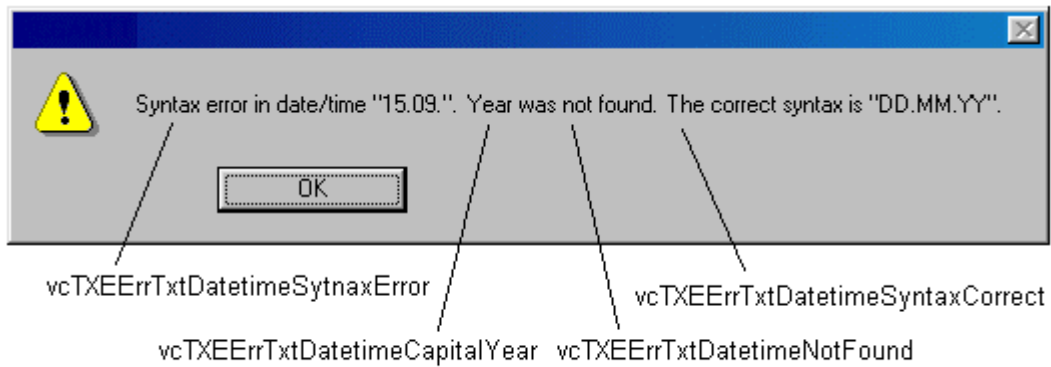 Syntax error in date/time "15.09.". Year was not found. The correct syntax is "DD.MM.YY".
OK
vcTXEErrTxtDatetimeSytnaxError
vcTXEErrTxtDatetimeSyntaxCorrect
vcTXEErrTxtDatetimeCapitalYear vcTXEErrTxtDatetimeNotFound